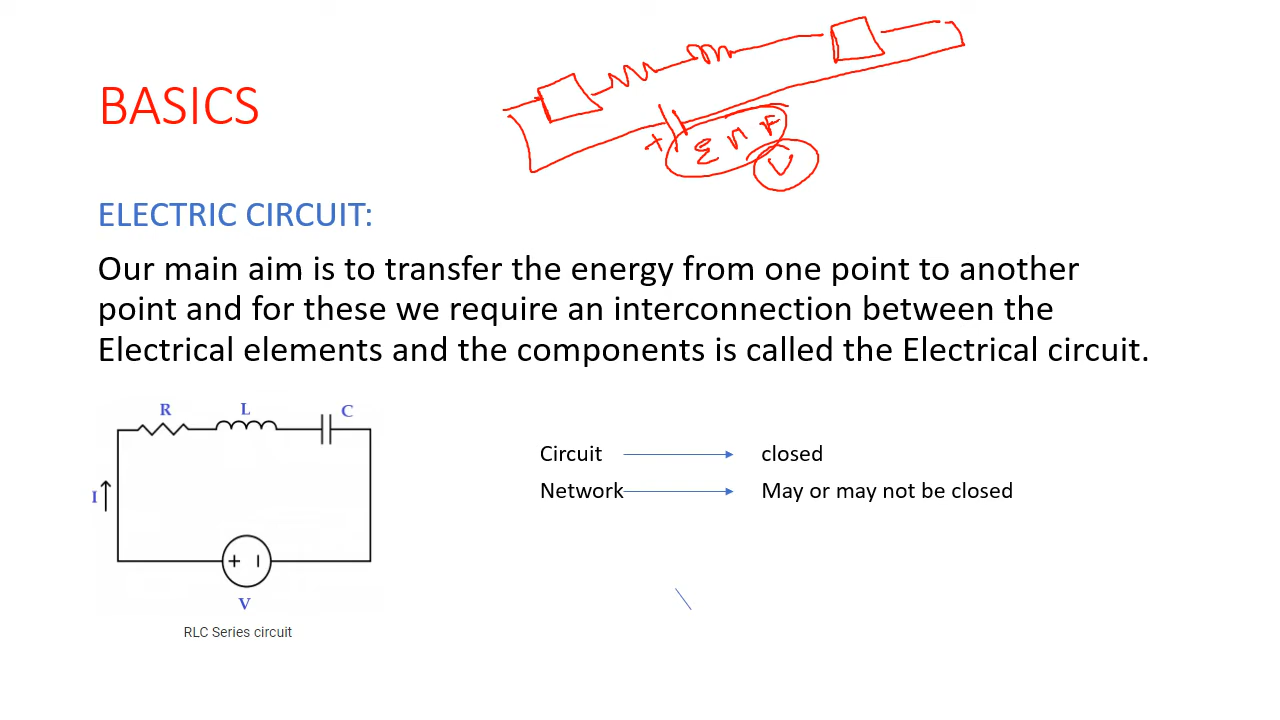 BASICS
+
E M F
V
ELECTRIC CIRCUIT:
Our main aim is to transfer the energy from one point to another
point and for these we require an interconnection between the
Electrical elements and the components is called the Electrical circuit.
R L C
I
+ I
V
RLC Series circuit
Circuit closed
Network May or may not be closed